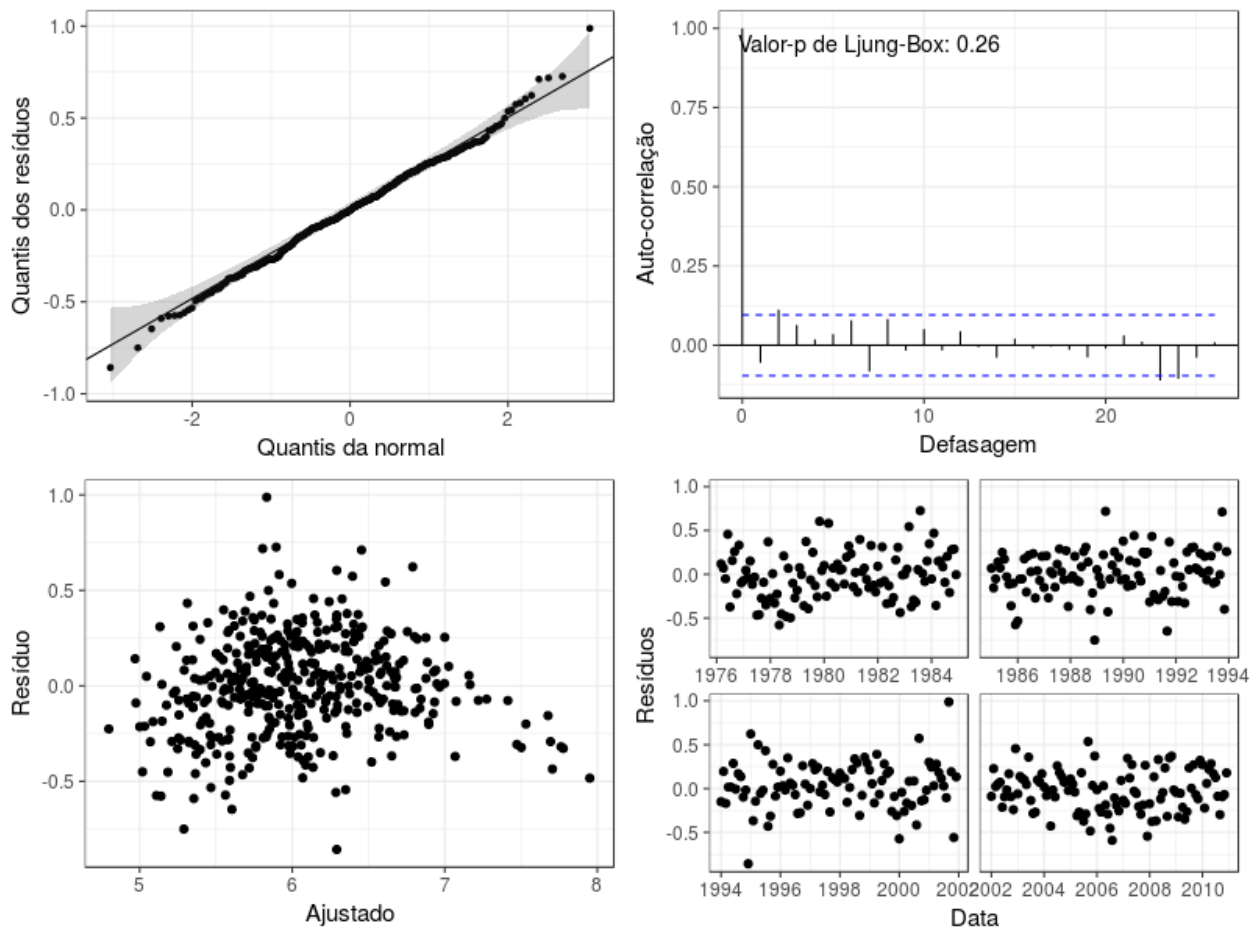 1.0
0.5
0.0
-0.5
-1.0
Quantis dos resíduos
-2
0
2
Quantis da normal
Valor-p de Ljung-Box: 0.26
1.00
0.75
0.50
0.25
0.00
Auto-correlação
0
10
20
Defasagem
1.0
0.5
0.0
-0.5
Resíduo
5
6
7
8
Ajustado
1.0
0.5
0.0
-0.5
1976 1978 1980 1982 1984
1986 1988 1990 1992 1994
Resíduos
1.0
0.5
0.0
-0.5
1994 1996 1998 2000 2002
2002 2004 2006 2008 2010
Data